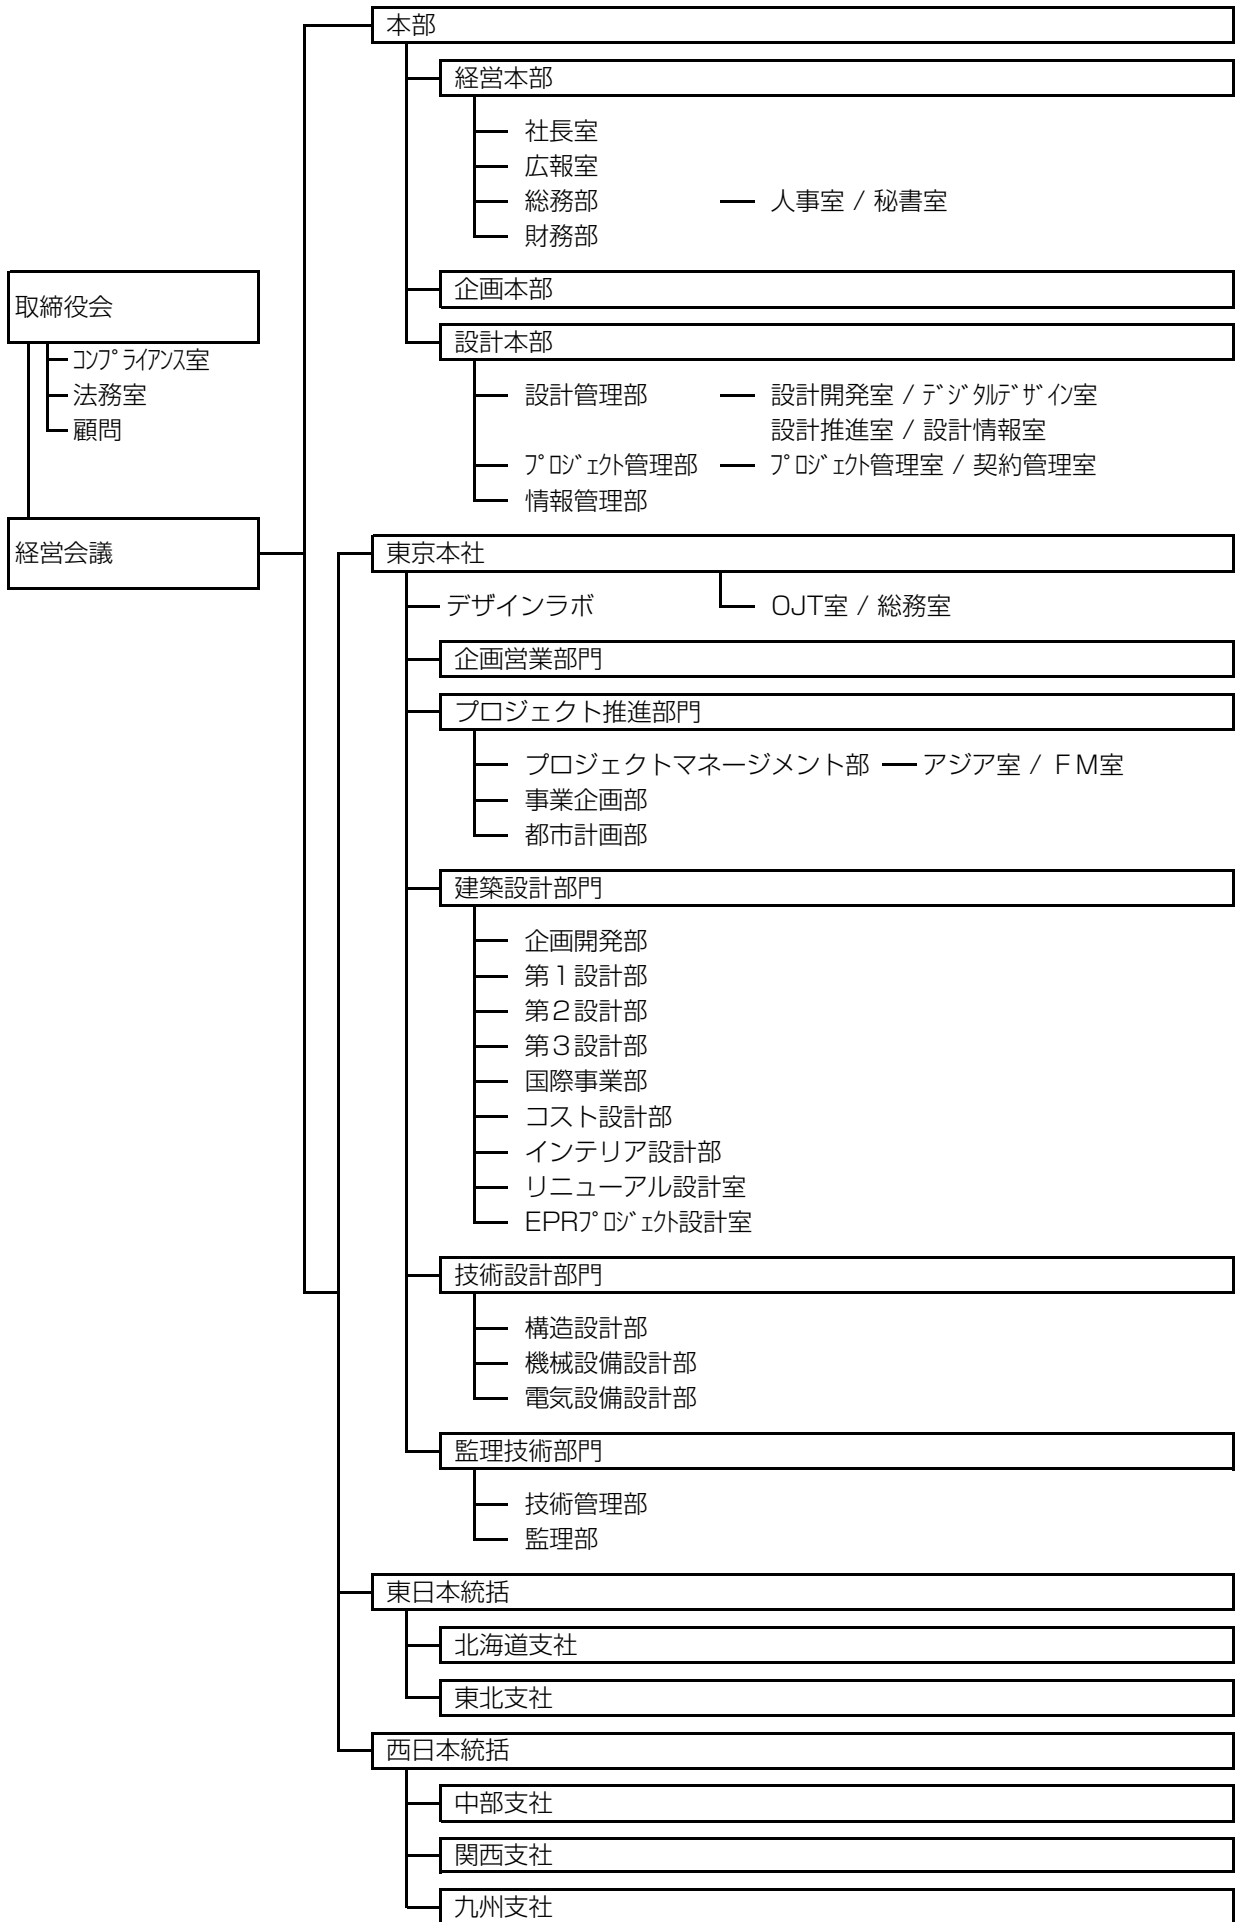 本部
経営本部
社長室
広報室
総務部 人事室 / 秘書室
財務部
企画本部
取締役会
設計本部
ｺﾝﾌﾟﾗｲｱﾝｽ室
法務室
顧問
設計管理部 設計開発室 / ﾃﾞｼﾞﾀﾙﾃﾞｻﾞｲﾝ室
設計推進室 / 設計情報室
ﾌﾟﾛｼﾞｪｸﾄ管理部 ﾌﾟﾛｼﾞｪｸﾄ管理室 / 契約管理室
情報管理部
経営会議
東京本社
デザインラボ OJT室 / 総務室
企画営業部門
プロジェクト推進部門
プロジェクトマネージメント部 アジア室 / ＦＭ室
事業企画部
都市計画部
建築設計部門
企画開発部
第１設計部
第２設計部
第３設計部
国際事業部
コスト設計部
インテリア設計部
リニューアル設計室
EPRﾌﾟﾛｼﾞｪｸﾄ設計室
技術設計部門
構造設計部
機械設備設計部
電気設備設計部
監理技術部門
技術管理部
監理部
東日本統括
北海道支社
東北支社
西日本統括
中部支社
関西支社
九州支社